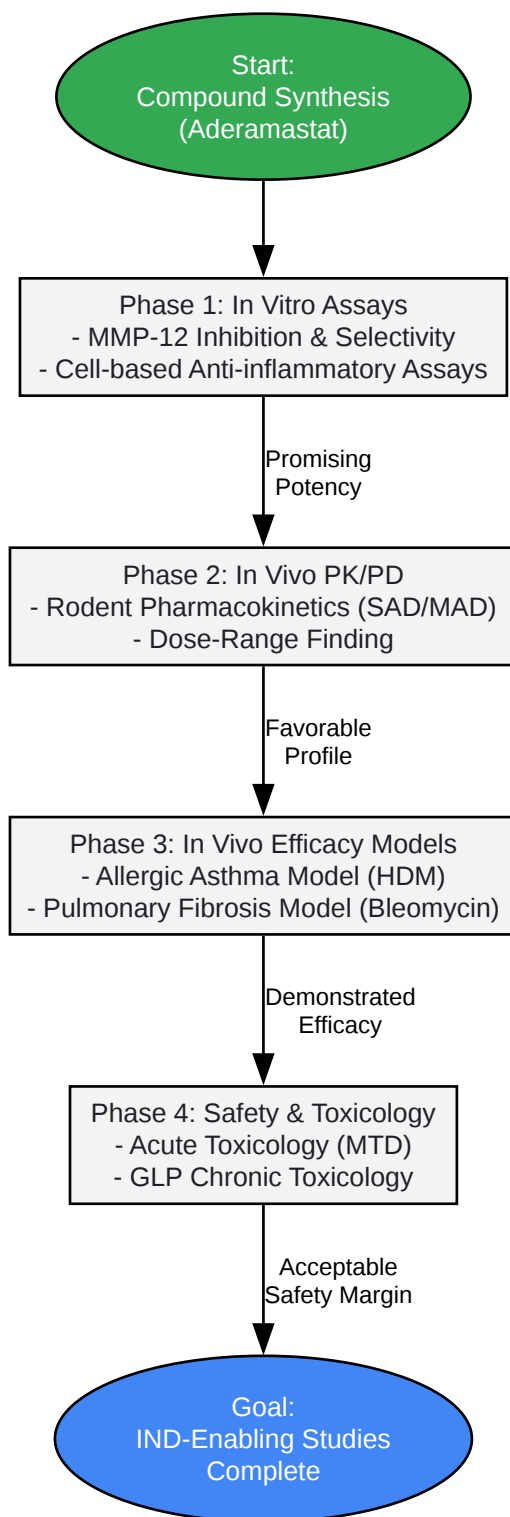 Start:
Compound Synthesis
(Aderamastat)
Phase 1: In Vitro Assays
- MMP-12 Inhibition & Selectivity
- Cell-based Anti-inflammatory Assays
Promising
Potency
Phase 2: In Vivo PK/PD
- Rodent Pharmacokinetics (SAD/MAD)
- Dose-Range Finding
Favorable
Profile
Phase 3: In Vivo Efficacy Models
- Allergic Asthma Model (HDM)
- Pulmonary Fibrosis Model (Bleomycin)
Demonstrated
Efficacy
Phase 4: Safety & Toxicology
- Acute Toxicology (MTD)
- GLP Chronic Toxicology
Acceptable
Safety Margin
Goal:
IND-Enabling Studies
Complete